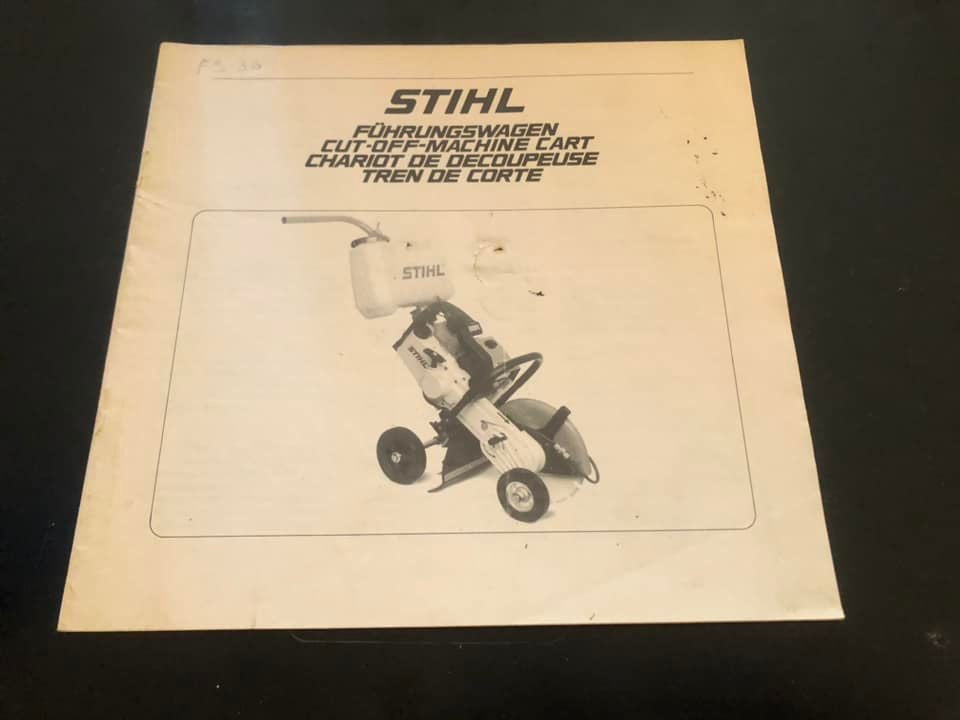 STIHL
FÜHRUNGSWAGEN
CUT-OFF-MACHINE CART
CHARIOT DE DECOUPEUSE
TREN DE CORTE
STIHL
STIHL